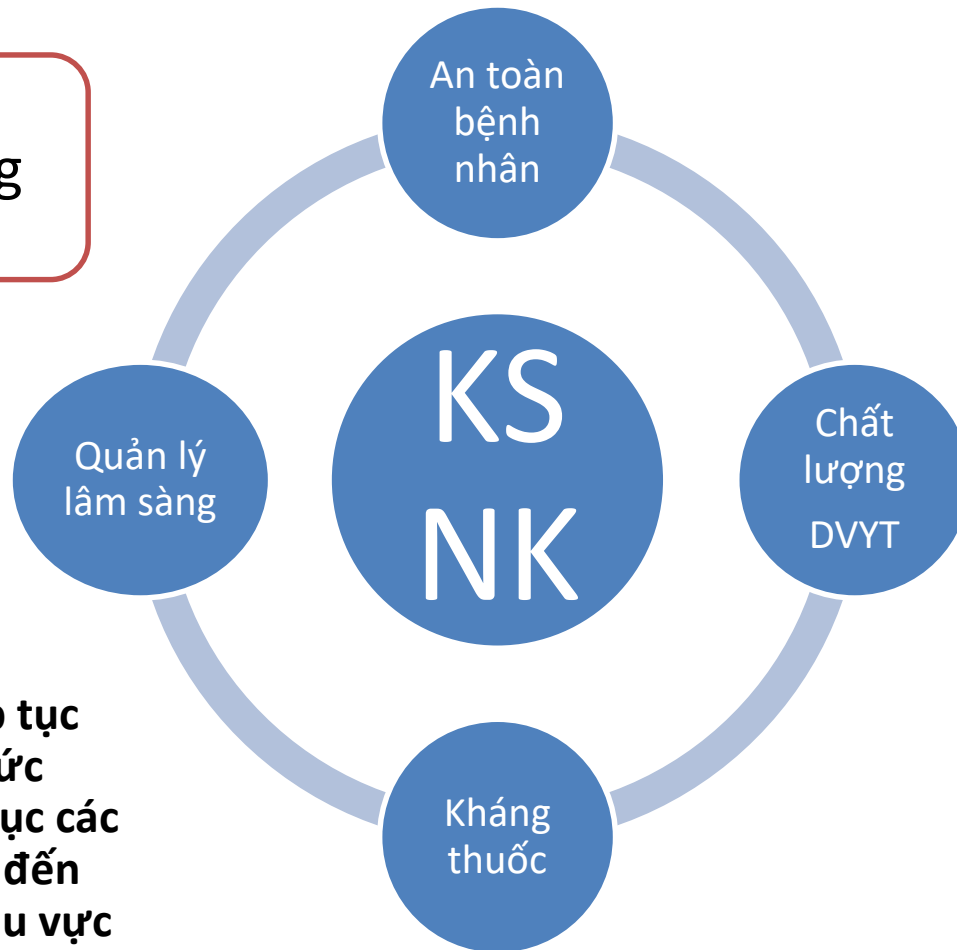 An toàn
bệnh
nhân
KS
NK
Chất
lượng
DVYT
Quản lý
lâm sàng
Kháng
thuốc
tục
ức
ục các
đến
u vực